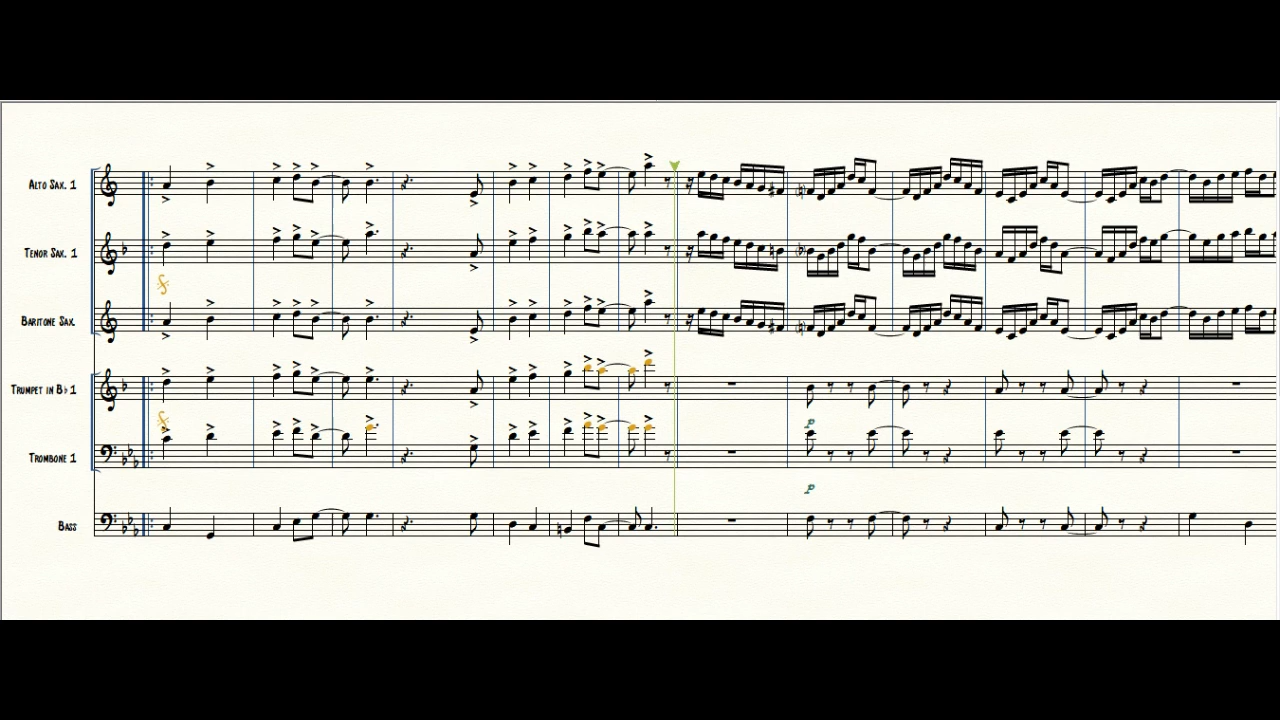 Alto Sax. 1
Tenor Sax. 1
Baritone Sax.
Trumpet in B♭ 1
p
Trombone 1
p
Bass